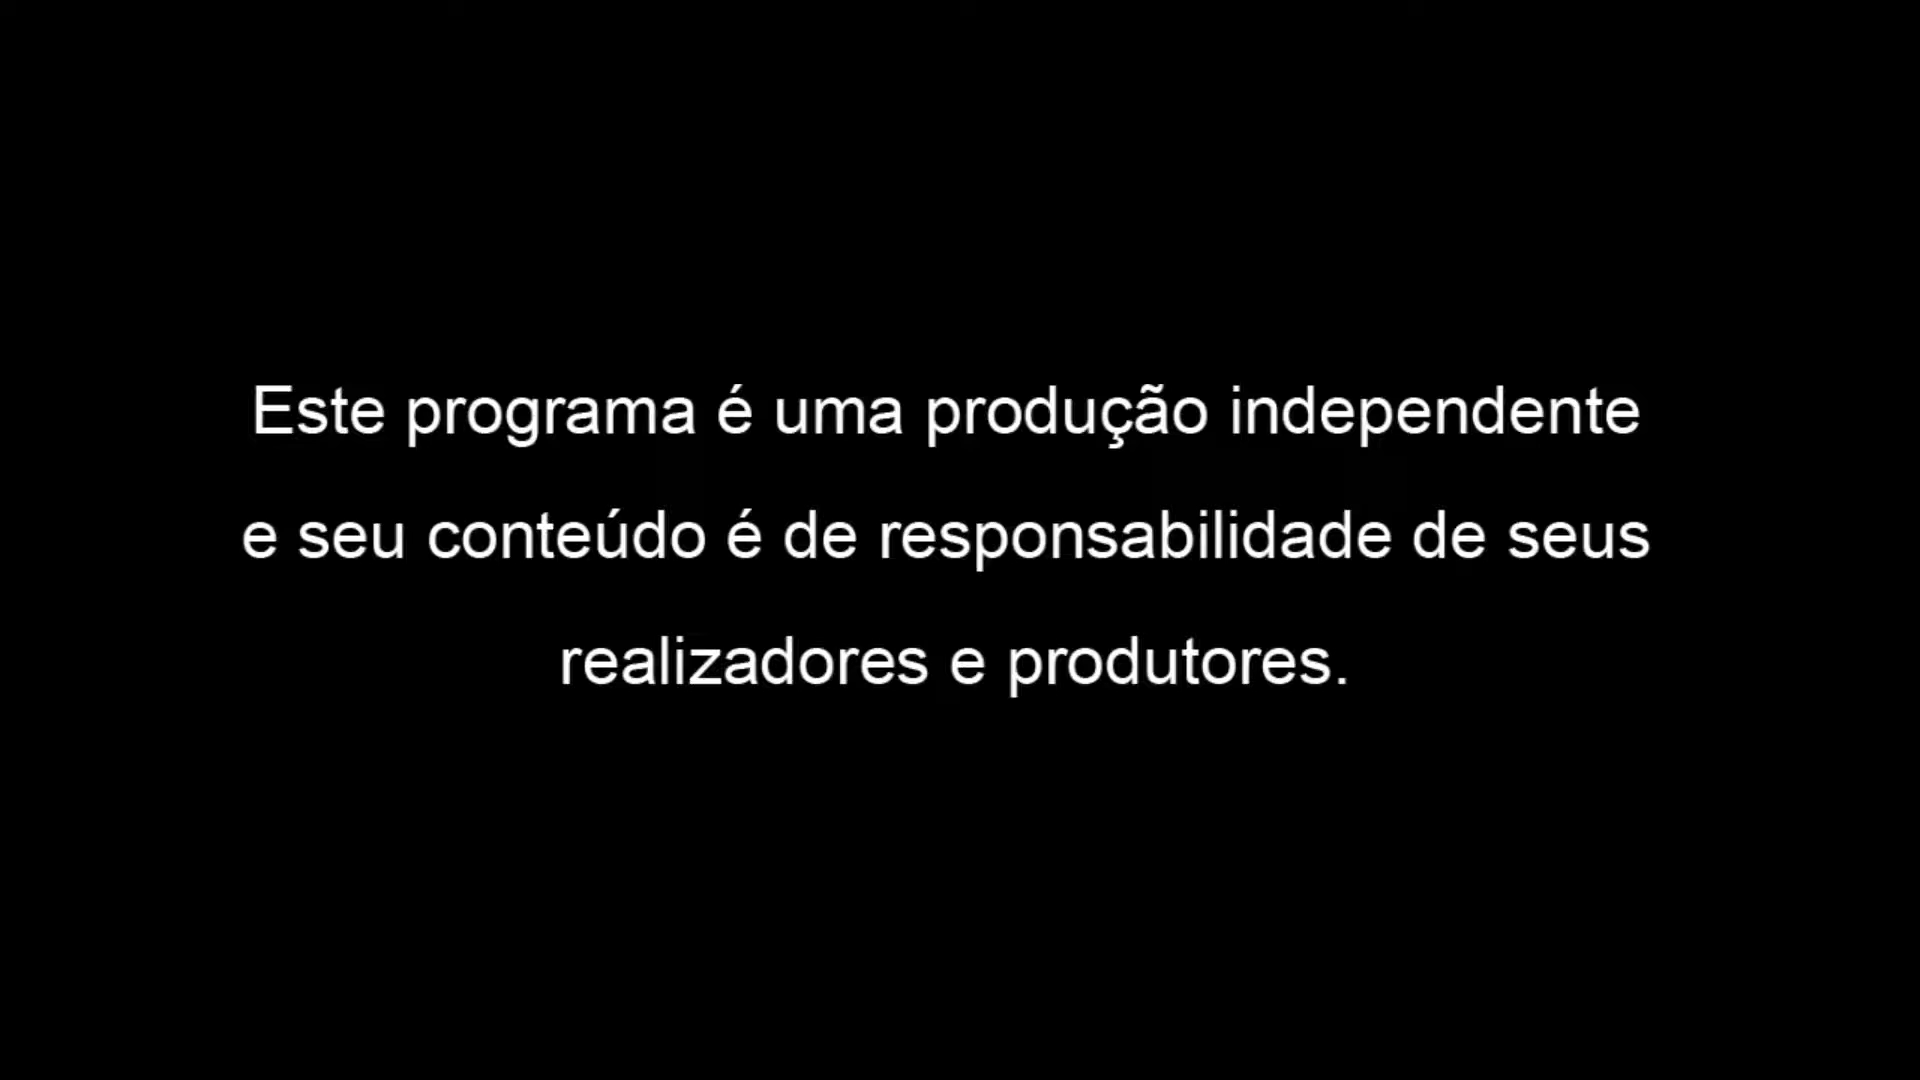 Este programa é uma produção independente
e seu conteúdo é de responsabilidade de seus
realizadores e produtores.